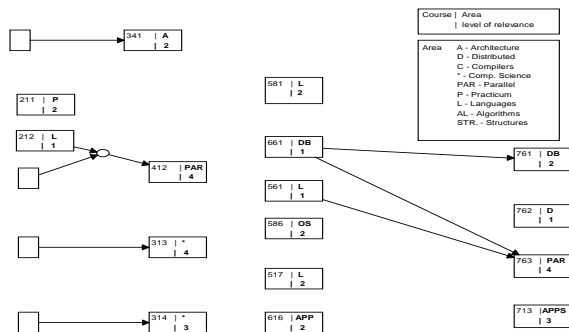 Course | Area
| level of relevance
Area
A - Architecture
D - Distributed
C - Compilers
* - Comp. Science
PAR - Parallel
P - Practicum
L - Languages
AL - Algorithms
STR. - Structures
341 | A
| 2
211 | P
| 2
212 | L
| 1
412 | PAR
| 4
313 | *
| 4
314 | *
| 3
581 | L
| 2
661 | DB
| 1
561 | L
| 1
586 | OS
| 2
517 | L
| 2
616 | APP
| 2
761 | DB
| 2
762 | D
| 1
763 | PAR
| 4
713 | APPS
| 3